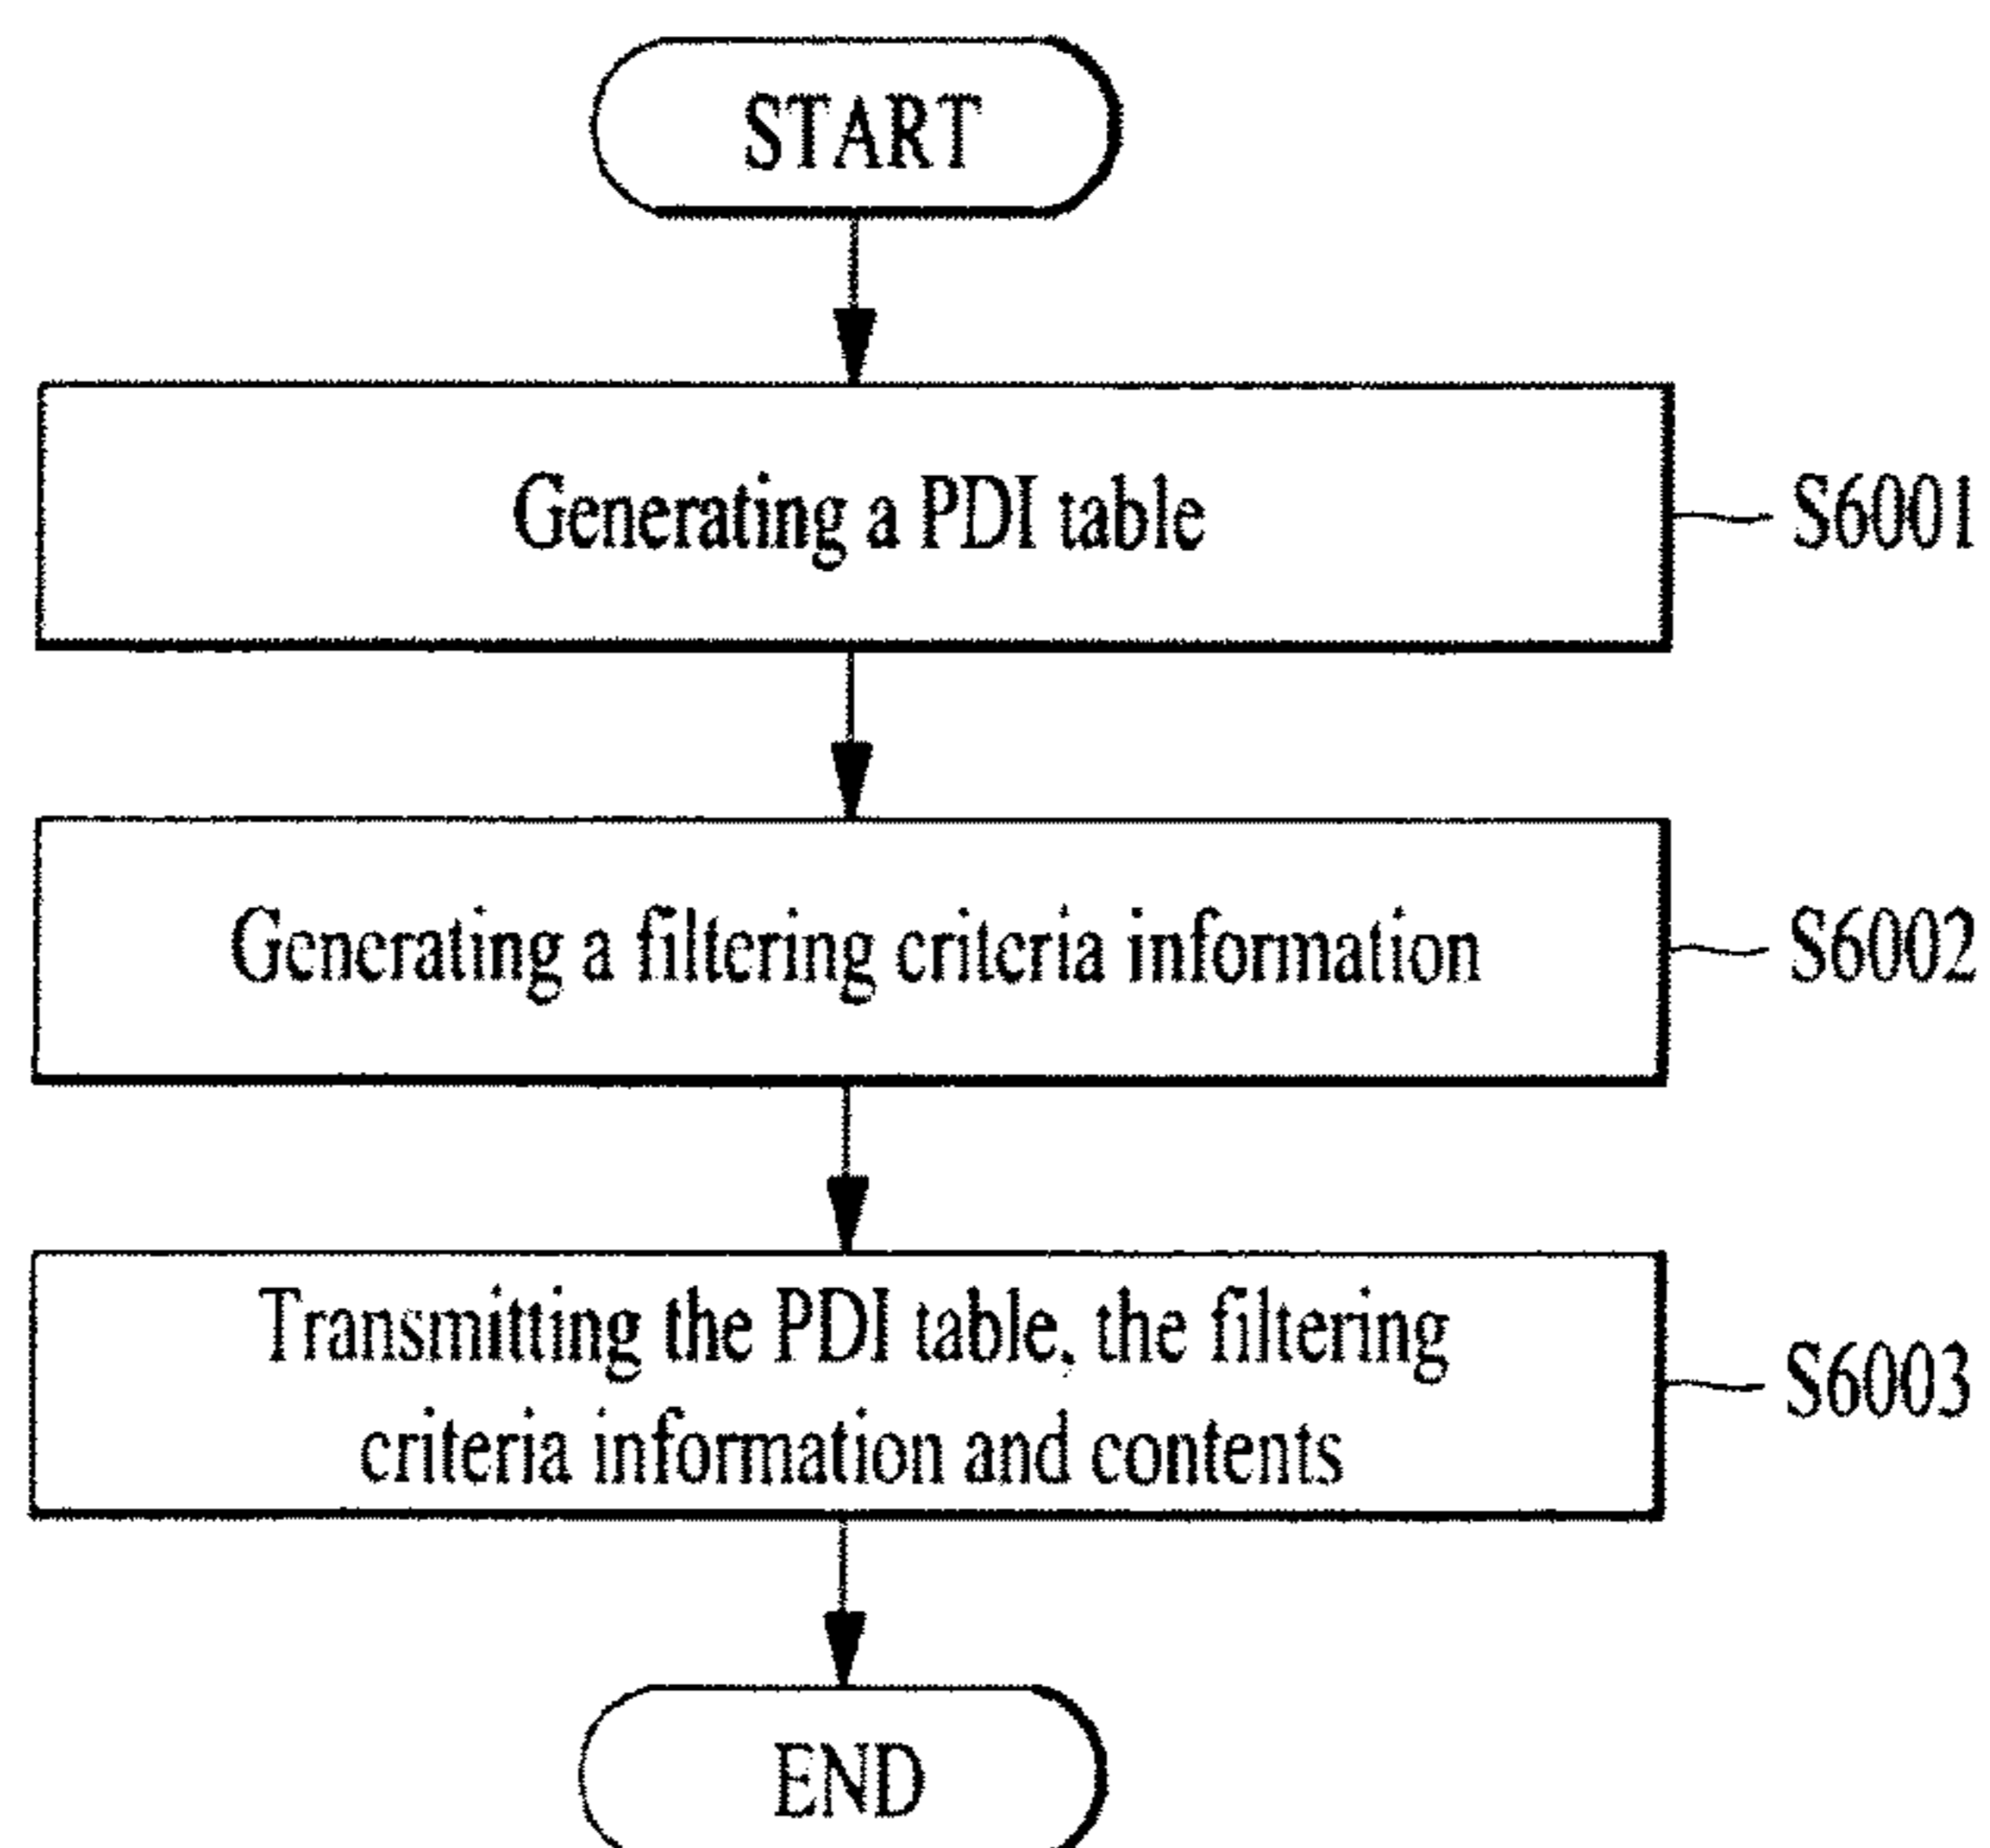 START
Generating a PDI table
S6001
Generating a filtering criteria information
S6002
Transmitting the PDI table, the filtering
criteria information and contents
S6003
END